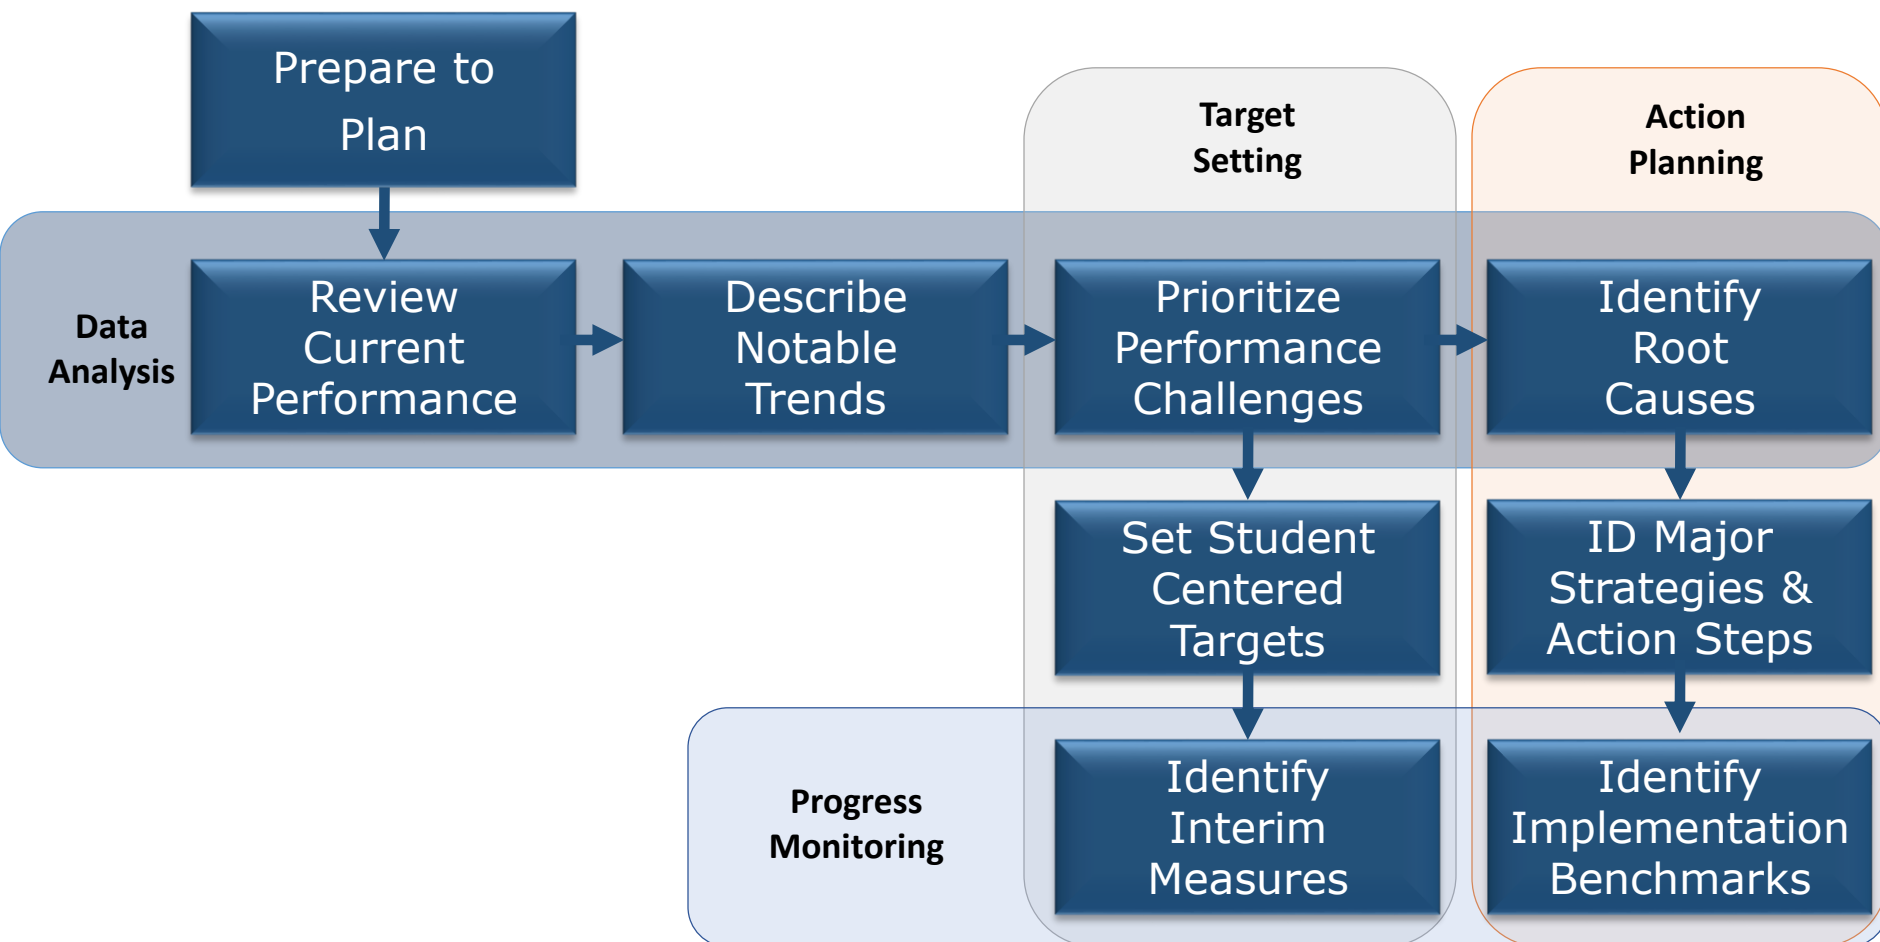 Prepare to
Plan
Target
Setting
Action
Planning
Data
Analysis
Review
Current
Performance
Describe
Notable
Trends
Prioritize
Performance
Challenges
Identify
Root
Causes
Set Student
Centered
Targets
ID Major
Strategies &
Action Steps
Progress
Monitoring
Identify
Interim
Measures
Identify
Implementation
Benchmarks